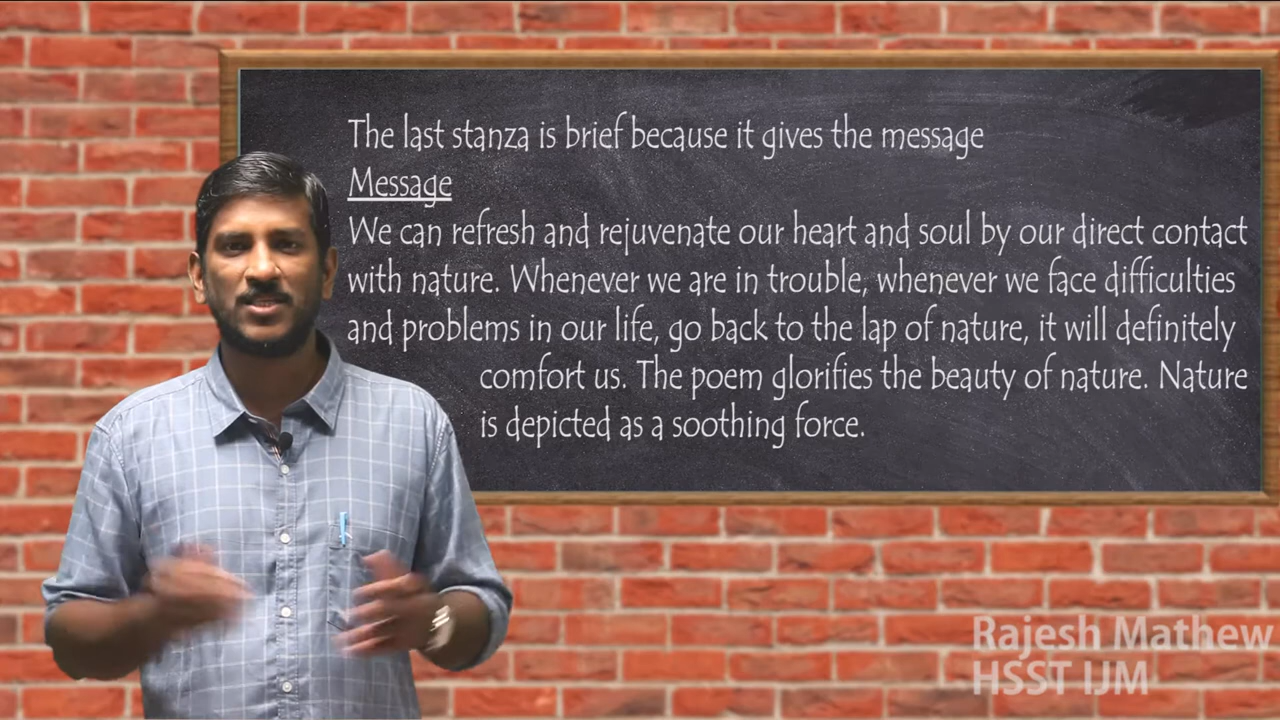 The last stanza is brief because it gives the message
Message
We can refresh and rejuvenate our heart and soul by our direct contact
with nature. Whenever we are in trouble, whenever we face difficulties
and problems in our life, go back to the lap of nature, it will definitely
comfort us. The poem glorifies the beauty of nature. Nature
is depicted as a soothing force.
Rajesh Mathew
HSST IJM